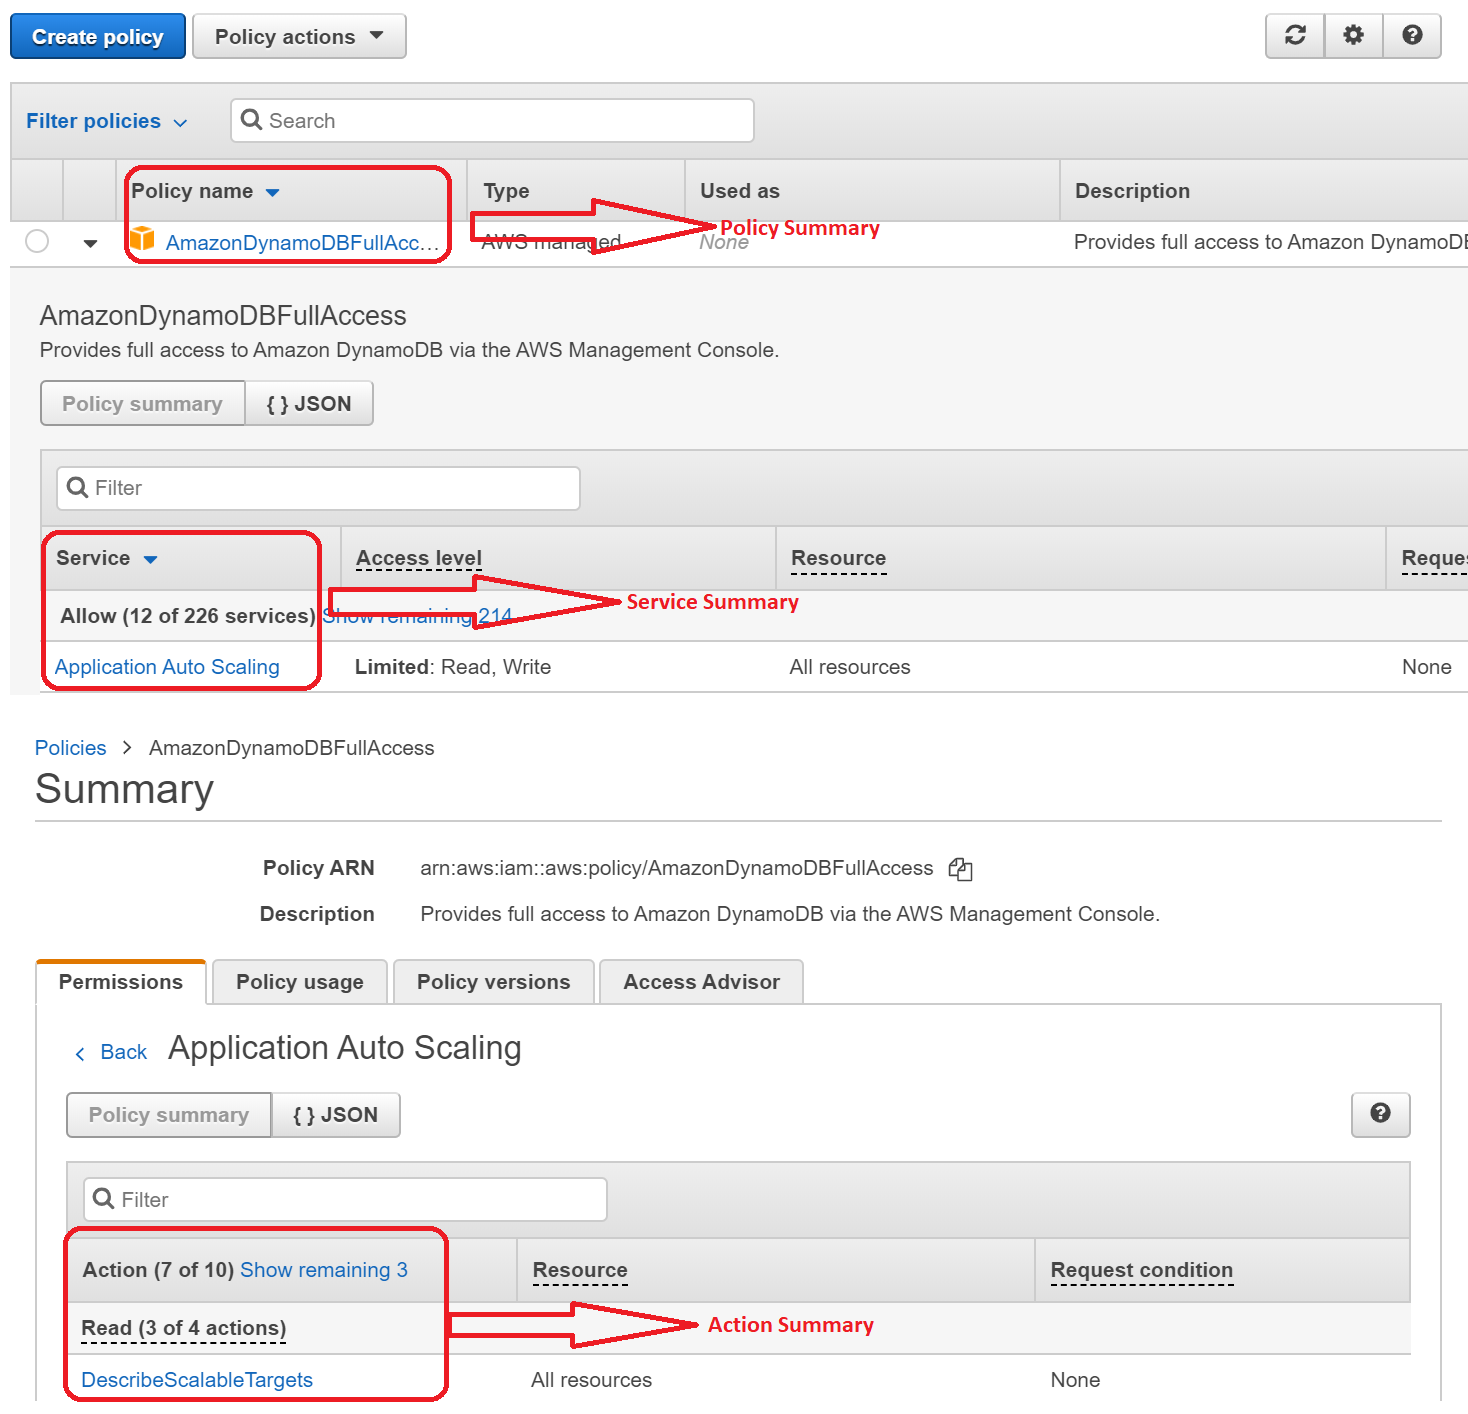 Create policy
Policy actions
Filter policies
Search
Policy name
Type
Used as
Description
AmazonDynamoDBFullAcc...
AWS managed
None
Policy Summary
Provides full access to Amazon DynamoDB
AmazonDynamoDBFullAccess
Provides full access to Amazon DynamoDB via the AWS Management Console.
Policy summary
{ } JSON
Filter
Service
Access level
Resource
Reques
Service Summary
Allow (12 of 226 services) Show remaining 214
Application Auto Scaling
Limited: Read, Write
All resources
None
Policies > AmazonDynamoDBFullAccess
Summary
Policy ARN
arn:aws:iam::aws:policy/AmazonDynamoDBFullAccess
Description
Provides full access to Amazon DynamoDB via the AWS Management Console.
Permissions
Policy usage
Policy versions
Access Advisor
Back
Application Auto Scaling
Policy summary
{ } JSON
Filter
Action (7 of 10) Show remaining 3
Resource
Request condition
Read (3 of 4 actions)
Action Summary
DescribeScalableTargets
All resources
None